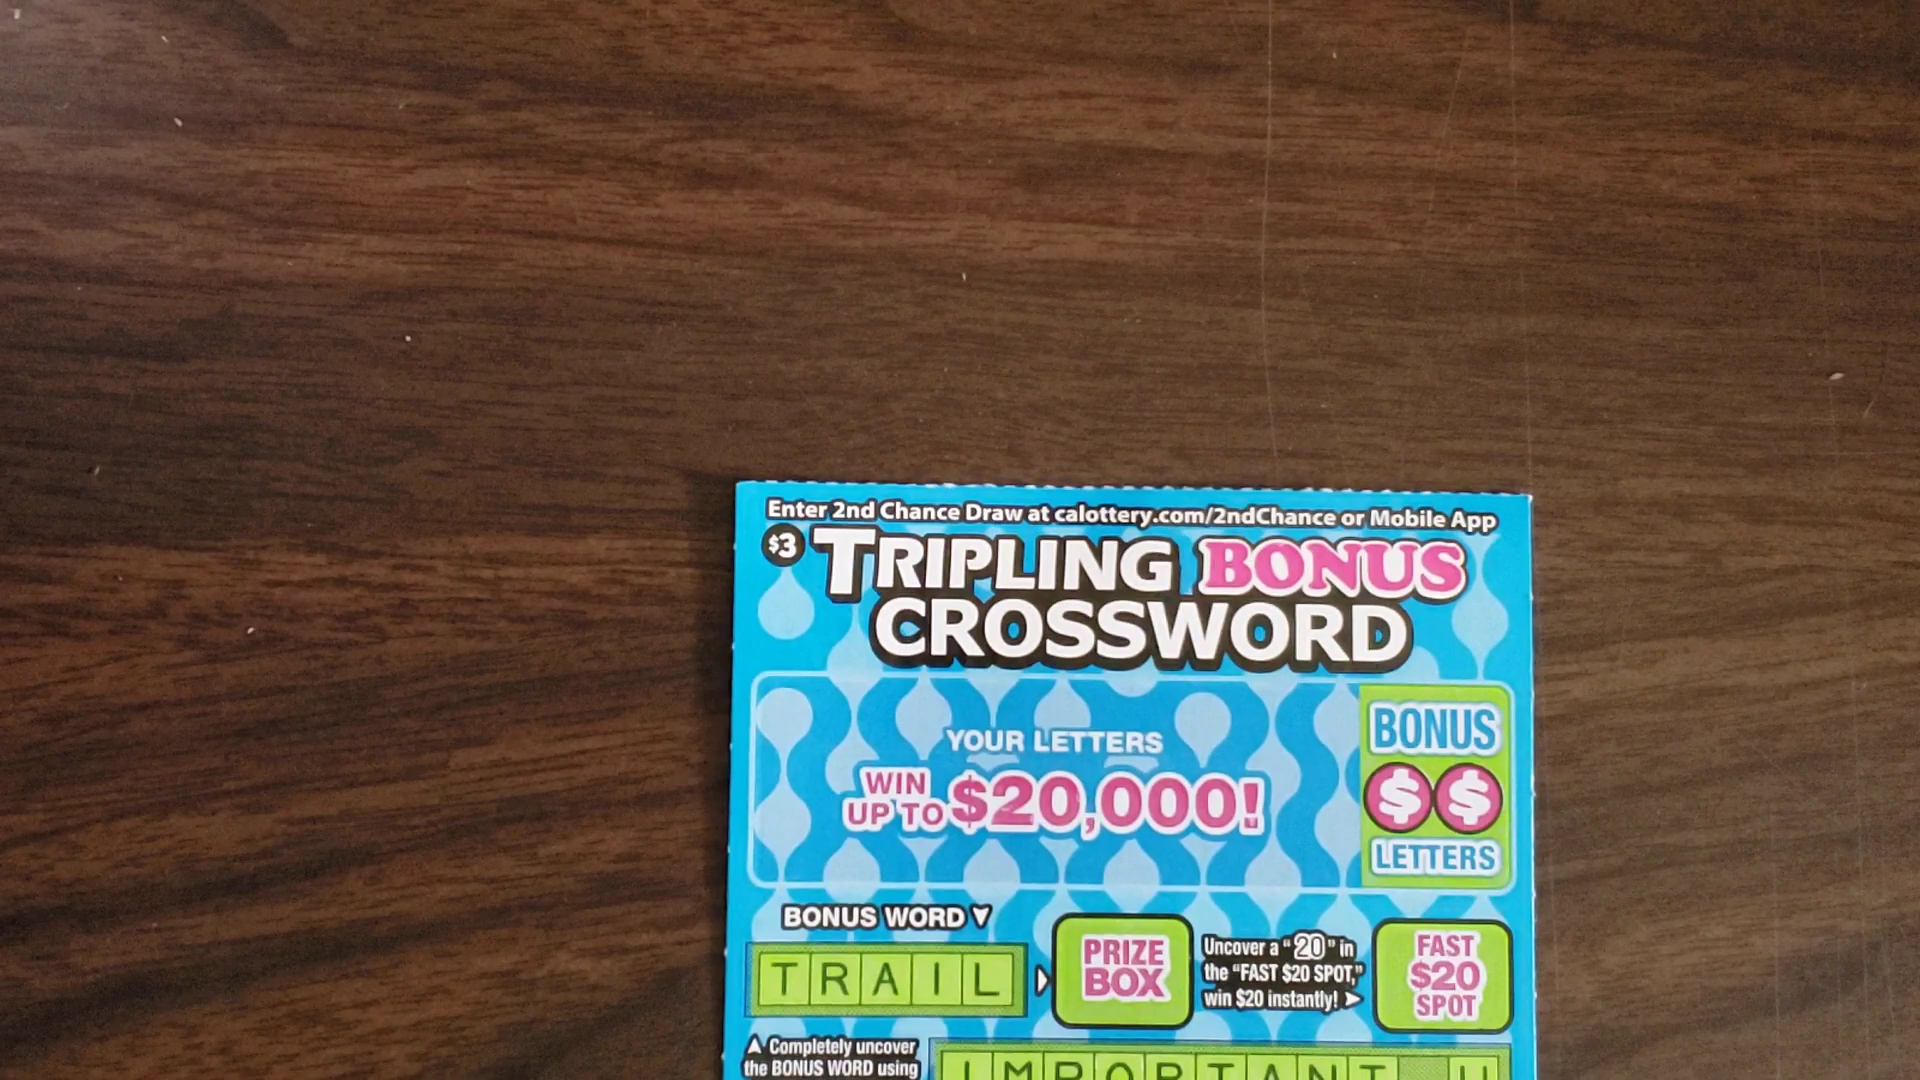 Enter 2nd Chance Draw at calottery.com/2ndChance or Mobile App
$3 TRIPLING BONUS
CROSSWORD
YOUR LETTERS
WIN UP TO $20,000!
BONUS
$ $
LETTERS
BONUS WORD
TRAIL
PRIZE
BOX
Uncover a "20" in
the "FAST $20 SPOT,"
win $20 instantly!
FAST
$20
SPOT
Completely uncover
the BONUS WORD using
IMPORTANT